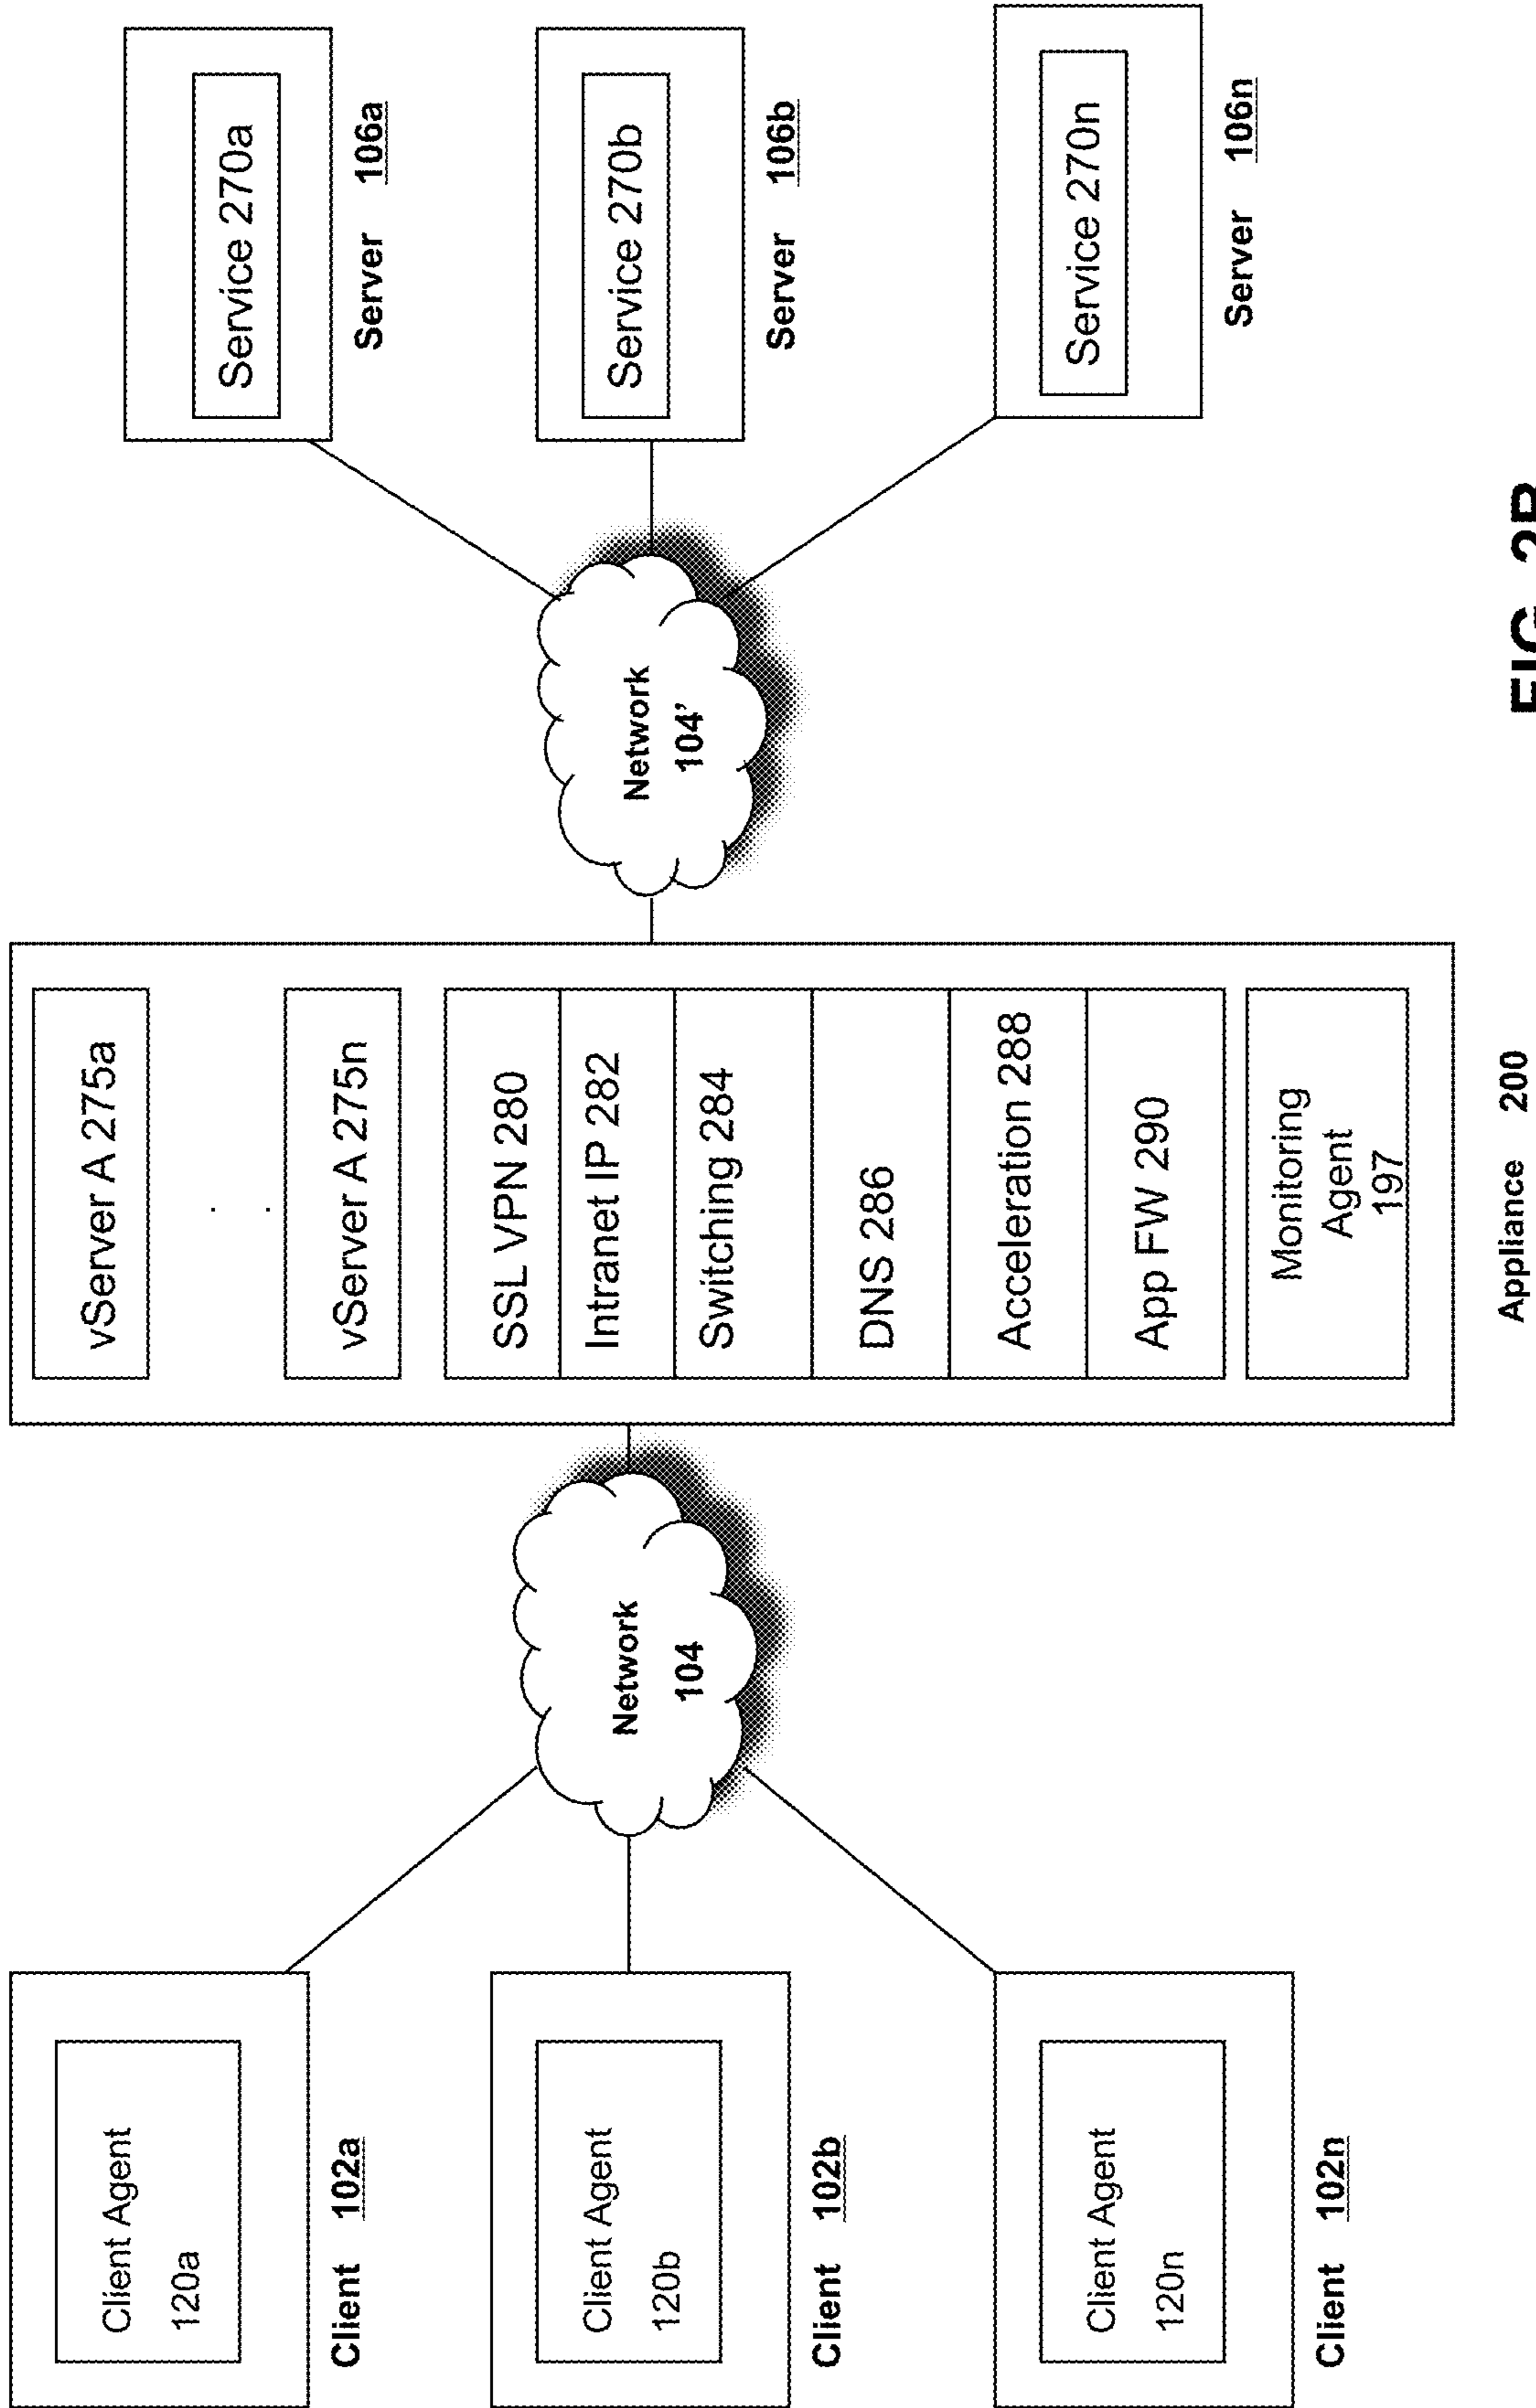 Client Agent
120a
Client 102a
Client Agent
120b
Client 102b
Client Agent
120n
Client 102n
Network
104
vServer A 275a
.
.
vServer A 275n
SSL VPN 280
Intranet IP 282
Switching 284
DNS 286
Acceleration 288
App FW 290
Monitoring
Agent
197
Appliance 200
Network
104’
Service 270a
Server 106a
Service 270b
Server 106b
Service 270n
Server 106n